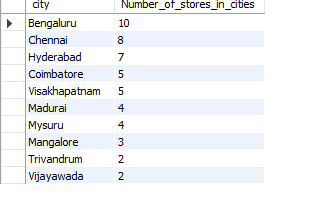 city Number_of_stores_in_cities
Bengaluru 10
Chennai 8
Hyderabad 7
Coimbatore 5
Visakhapatnam 5
Madurai 4
Mysuru 4
Mangalore 3
Trivandrum 2
Vijayawada 2